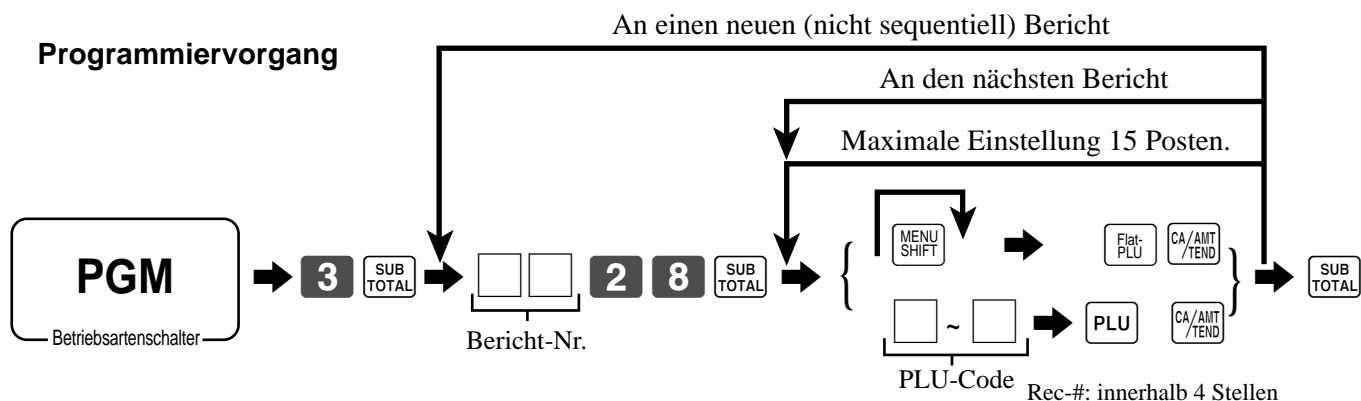 An einen neuen (nicht sequentiell) Bericht
Programmiervorgang
An den nächsten Bericht
Maximale Einstellung 15 Posten.
PGM
Betriebsartenschalter
3 SUB TOTAL
Bericht-Nr.
2 8 SUB TOTAL
MENU SHIFT
Flat-PLU CA/AMT/TEND
~ PLU CA/AMT/TEND
PLU-Code
Rec-#: innerhalb 4 Stellen
SUB TOTAL